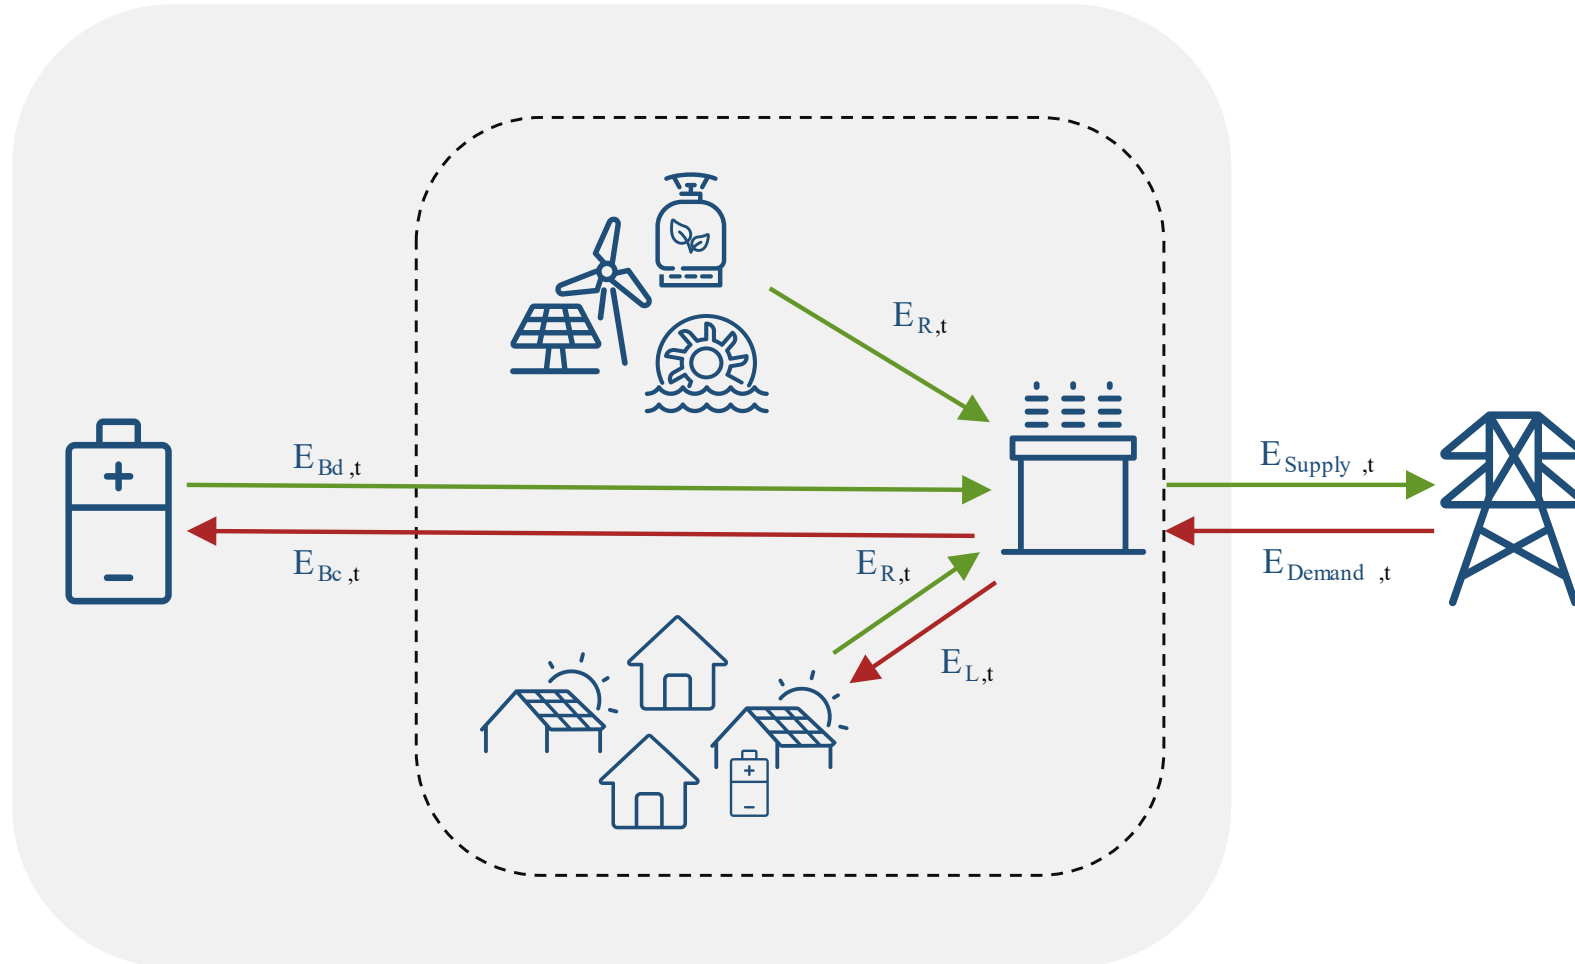 E R,t
E Bd ,t
E Supply ,t
E Bc ,t
E R,t
E Demand ,t
E L,t